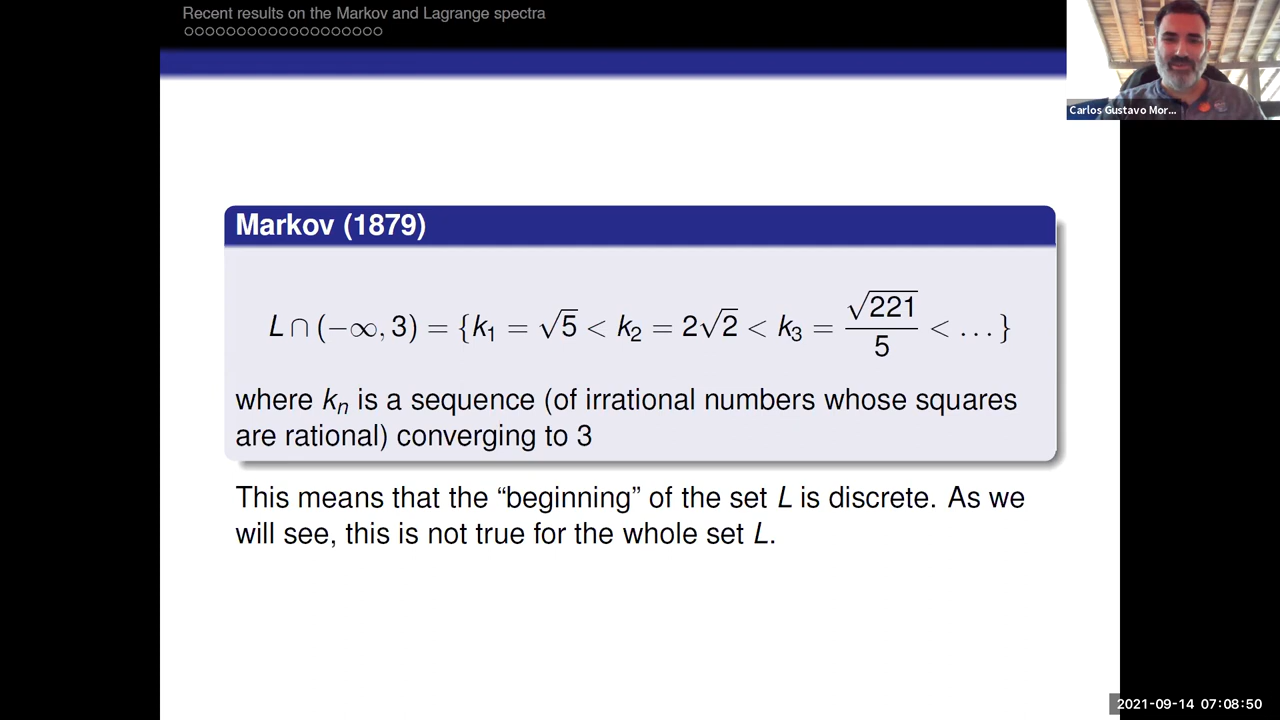 Recent results on the Markov and Lagrange spectra
Carlos Gustavo Mor...
Markov (1879)
L ∩ (−∞, 3) = {k₁ = √5 < k₂ = 2√2 < k₃ = √221/5 < . . . }
where kₙ is a sequence (of irrational numbers whose squares
are rational) converging to 3
This means that the “beginning” of the set L is discrete. As we
will see, this is not true for the whole set L.
2021-09-14 07:08:50